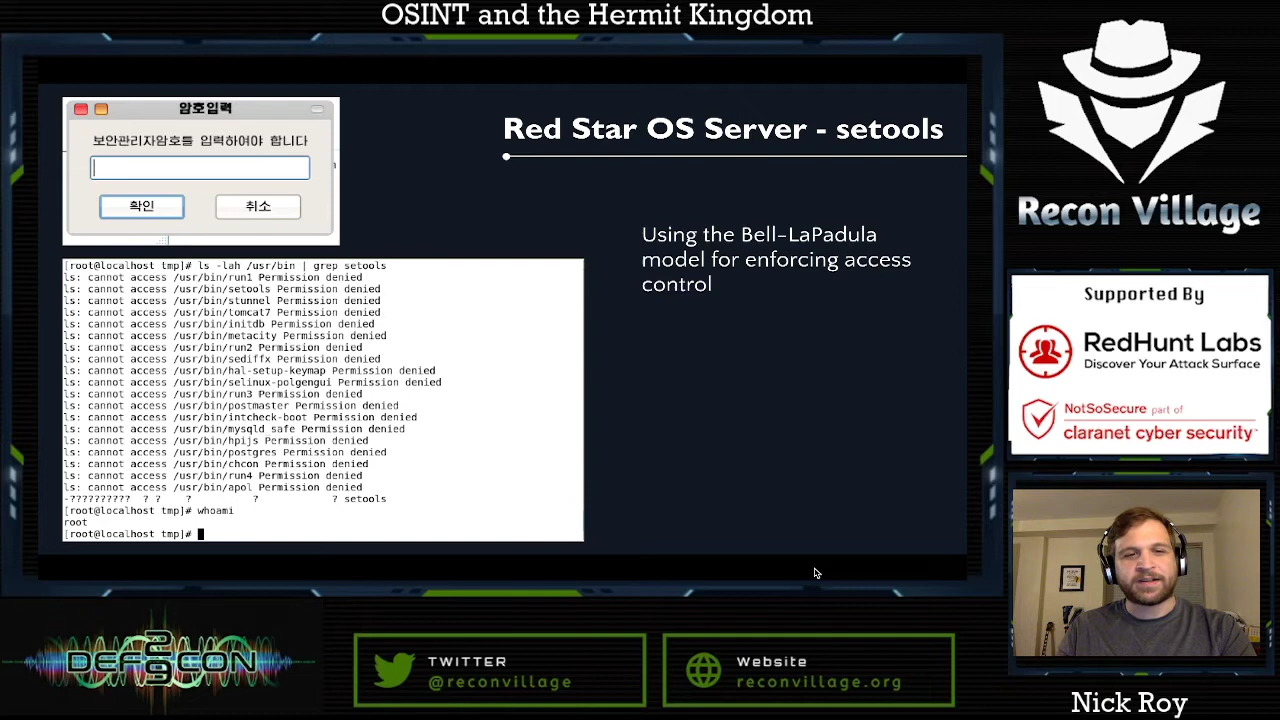 OSINT and the Hermit Kingdom
암호입력
보안관리자암호를 입력하여야 합니다
확인
취소
Red Star OS Server - setools
Using the Bell-LaPadula
model for enforcing access
control
[root@localhost tmp]# ls -lah /usr/bin | grep setools
ls: cannot access /usr/bin/run1 Permission denied
ls: cannot access /usr/bin/setools Permission denied
ls: cannot access /usr/bin/stunnel Permission denied
ls: cannot access /usr/bin/tomcat7 Permission denied
ls: cannot access /usr/bin/initdb Permission denied
ls: cannot access /usr/bin/metacity Permission denied
ls: cannot access /usr/bin/run2 Permission denied
ls: cannot access /usr/bin/sediffx Permission denied
ls: cannot access /usr/bin/hal-setup-keymap Permission denied
ls: cannot access /usr/bin/selinux-polgengui Permission denied
ls: cannot access /usr/bin/run3 Permission denied
ls: cannot access /usr/bin/postmaster Permission denied
ls: cannot access /usr/bin/intcheck-boot Permission denied
ls: cannot access /usr/bin/mysqld safe Permission denied
ls: cannot access /usr/bin/hpijs Permission denied
ls: cannot access /usr/bin/postgres Permission denied
ls: cannot access /usr/bin/chcon Permission denied
ls: cannot access /usr/bin/run4 Permission denied
ls: cannot access /usr/bin/apol Permission denied
-?????????? ? ? ? ? ? setools
[root@localhost tmp]# whoami
root
[root@localhost tmp]#
Recon Village
Supported By
RedHunt Labs
Discover Your Attack Surface
NotSoSecure part of
claranet cyber security
DEFCON
29
TWITTER
@reconvillage
Website
reconvillage.org
Nick Roy